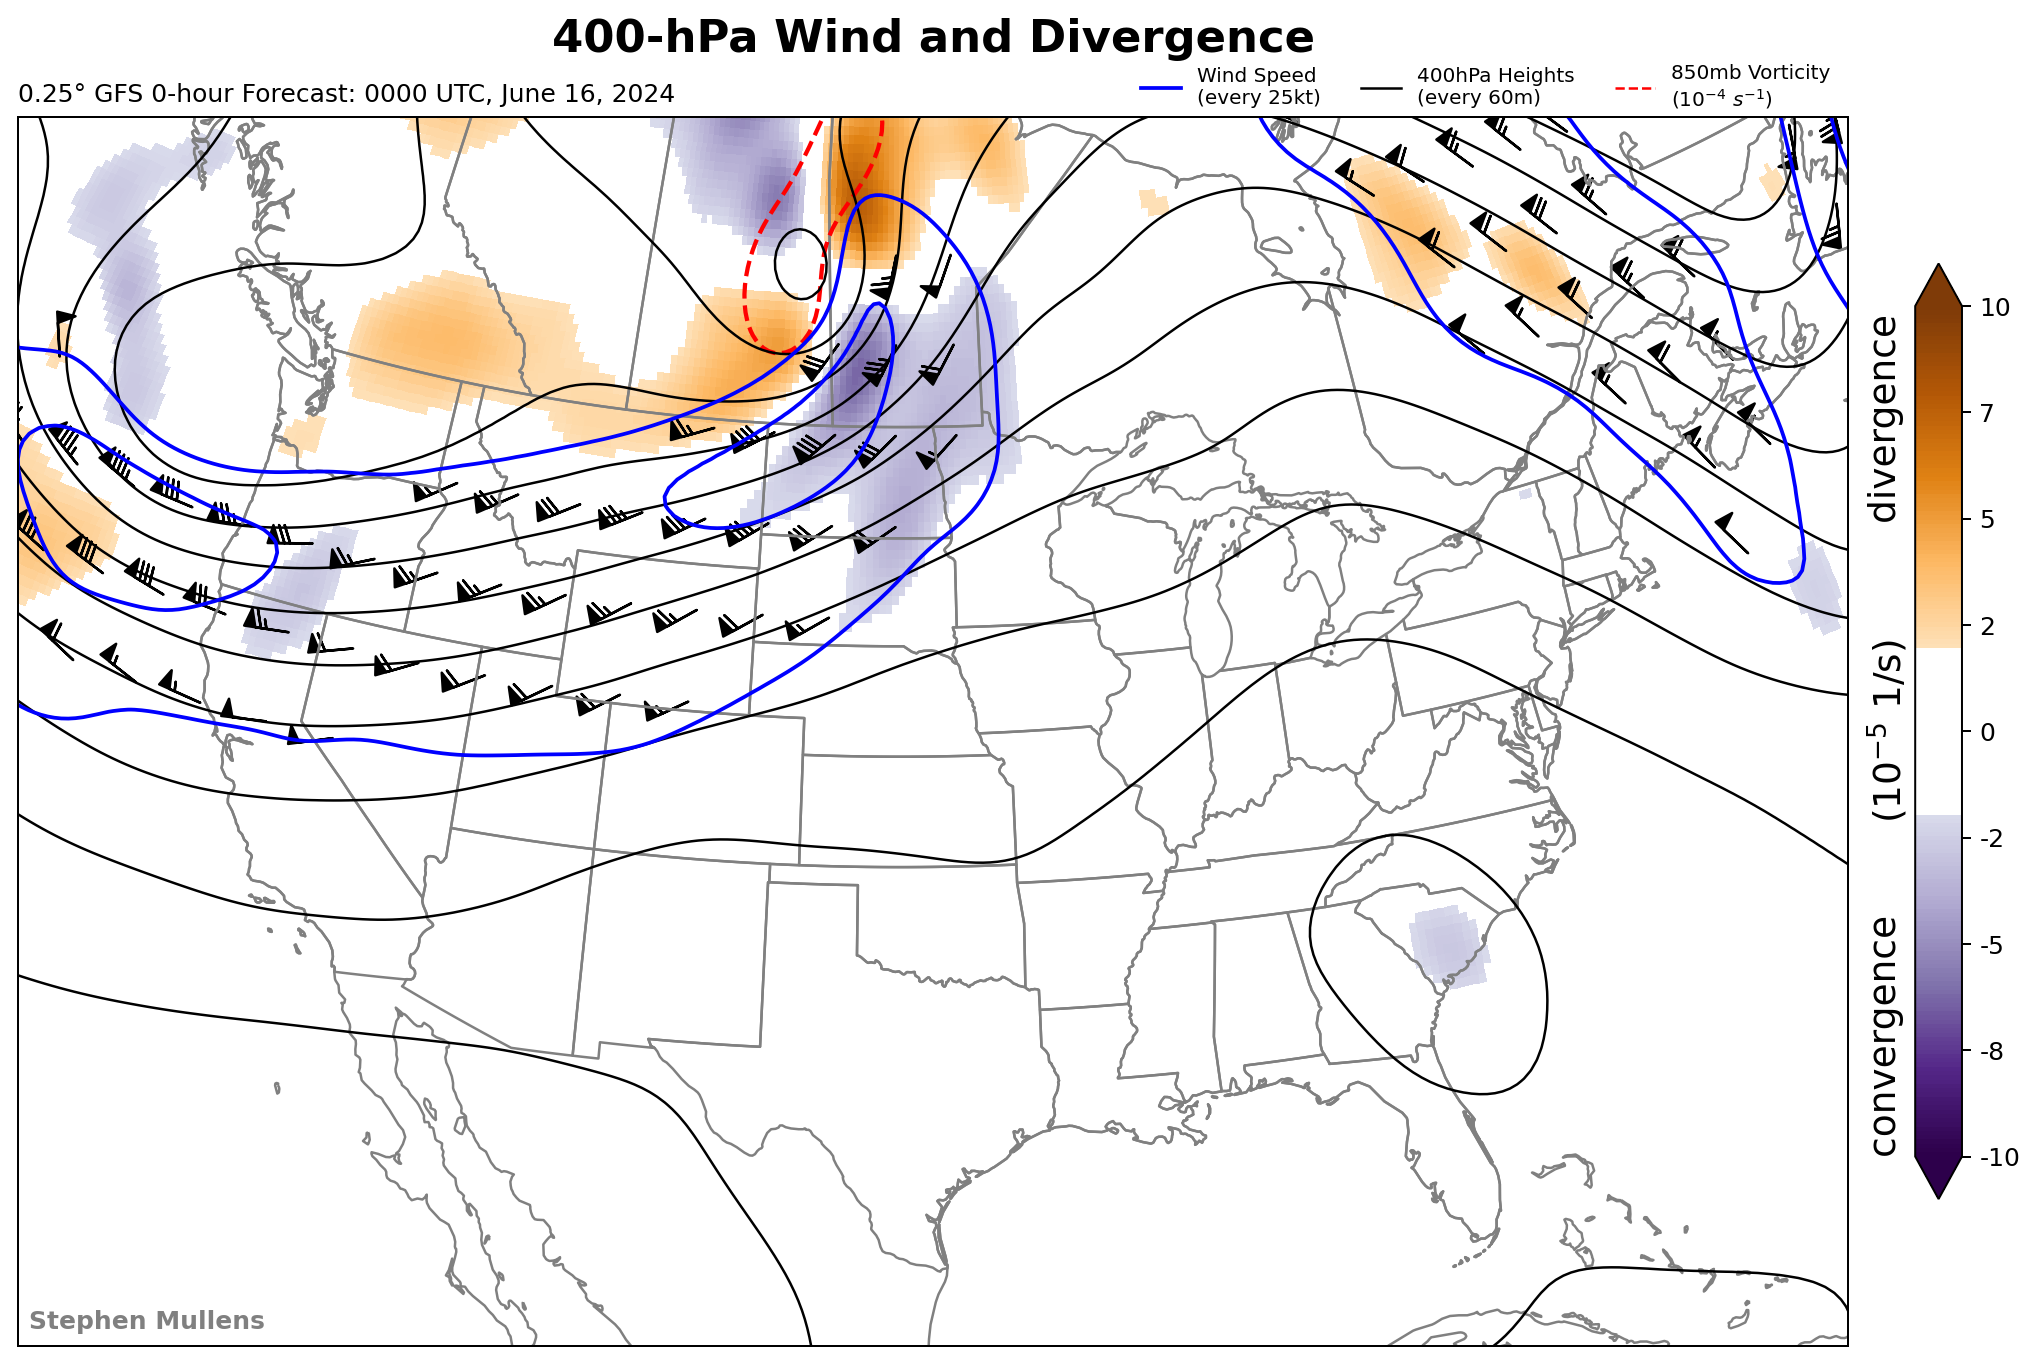 400-hPa Wind and Divergence
0.25° GFS 0-hour Forecast: 0000 UTC, June 16, 2024
Wind Speed
(every 25kt)
400hPa Heights
(every 60m)
850mb Vorticity
(10⁻⁴ s⁻¹)
10
7
5
2
0
-2
-5
-8
-10
convergence (10⁻⁵ 1/s) divergence
Stephen Mullens